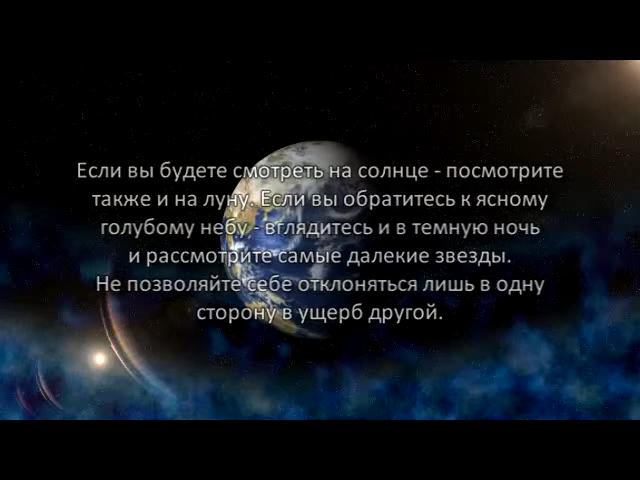 Если вы будете смотреть на солнце - посмотрите
также и на луну. Если вы обратитесь к ясному
голубому небу - вглядитесь и в темную ночь
и рассмотрите самые далекие звезды.
Не позволяйте себе отклоняться лишь в одну
сторону в ущерб другой.